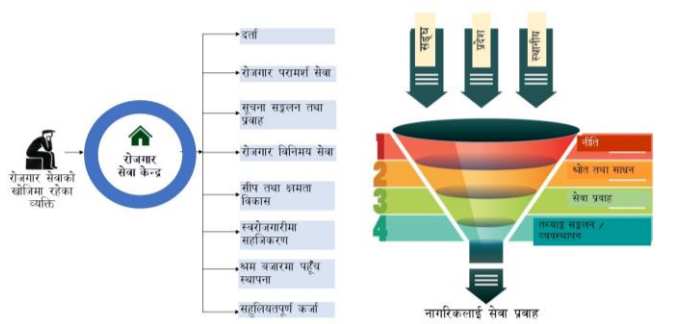 रोजगार सेवाको
खोजिमा रहेका
व्यक्ति
रोजगार
सेवा केन्द्र
दर्ता
रोजगार परामर्श सेवा
सूचना सङ्कलन तथा
प्रवाह
रोजगार विनिमय सेवा
सीप तथा क्षमता
विकास
स्वरोजगारीमा
सहजिकरण
श्रम बजारमा पहुँच
स्थापना
सहुलियतपूर्ण कर्जा
सङ्घ
प्रदेश
स्थानीय
1
नीति
2
श्रोत तथा साधन
3
सेवा प्रवाह
4
तथ्याङ्क सङ्कलन /
व्यवस्थापन
नागरिकलाई सेवा प्रवाह